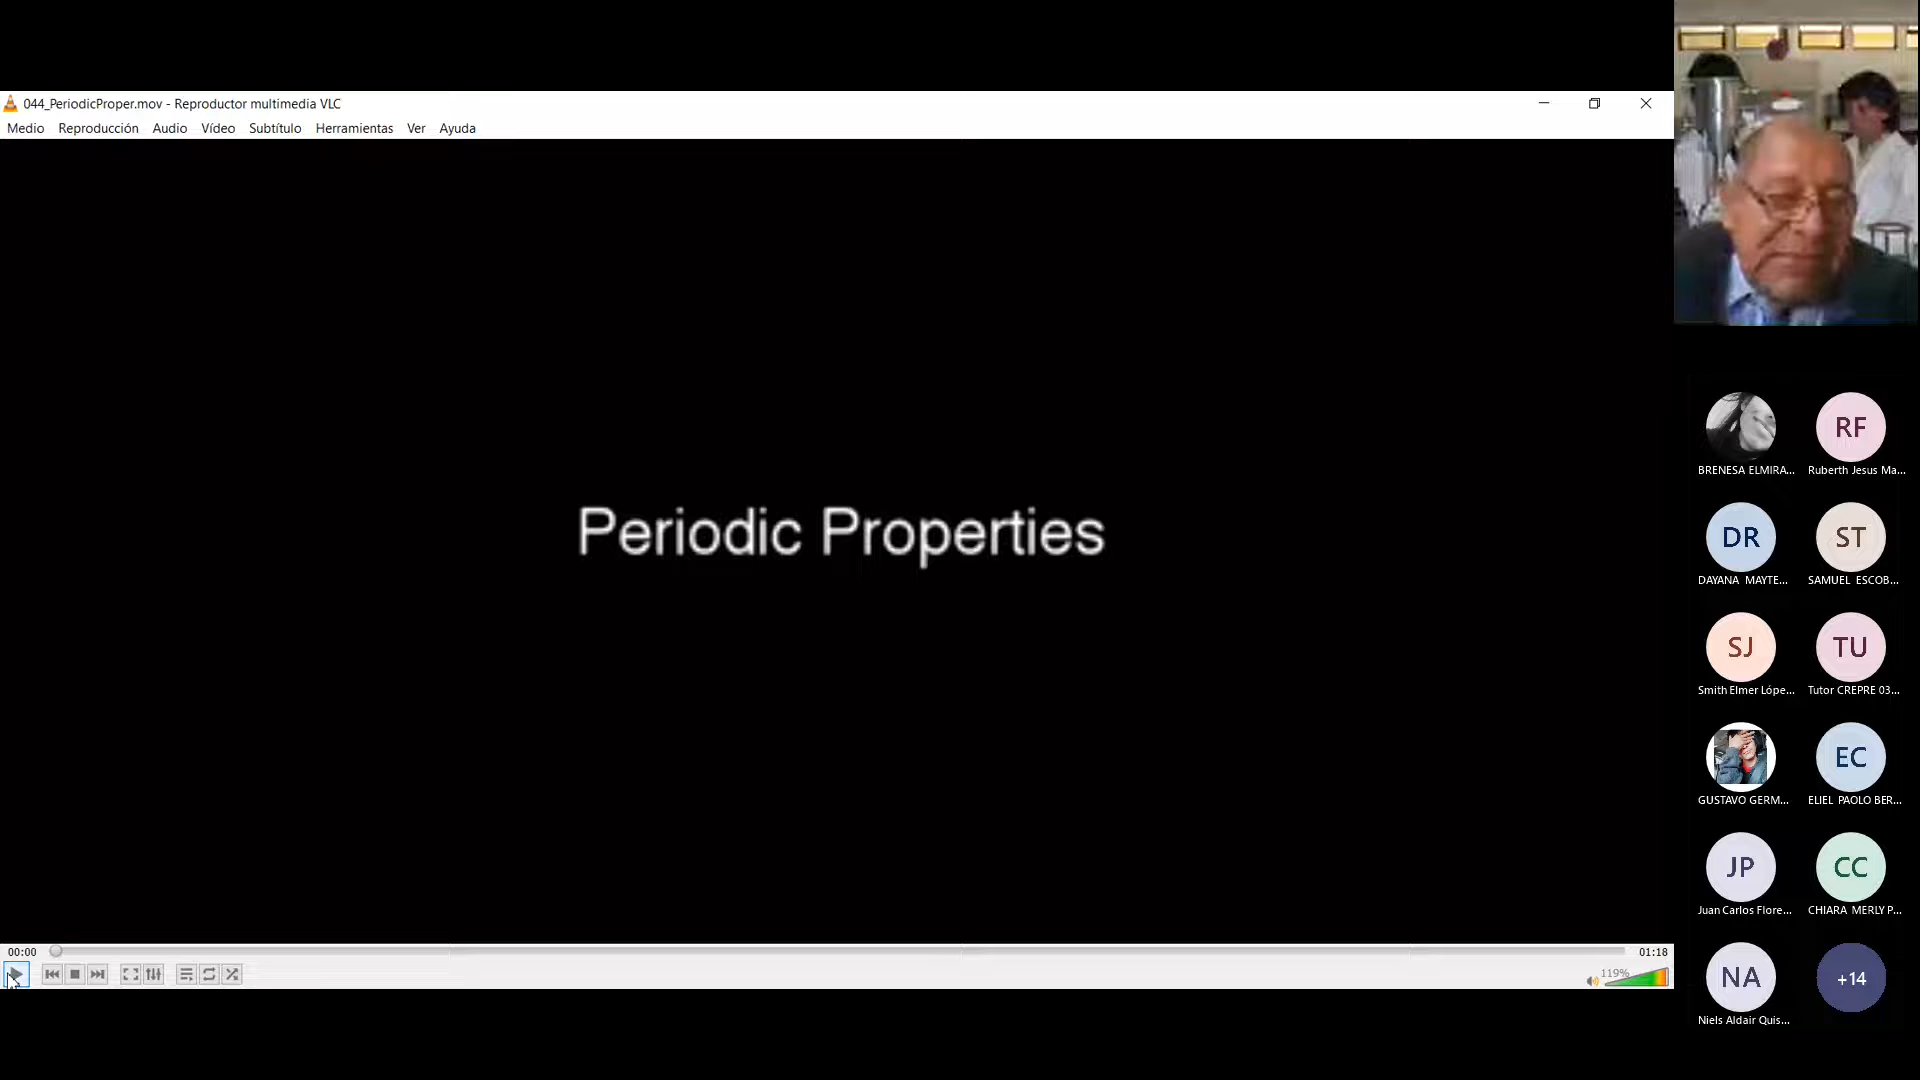 044_PeriodicProper.mov - Reproductor multimedia VLC
Medio Reproducción Audio Vídeo Subtítulo Herramientas Ver Ayuda
Periodic Properties
00:00
01:18
119%
BRENESA ELMIRA...
RF
Ruberth Jesus Ma...
DR
DAYANA MAYTE...
ST
SAMUEL ESCOB...
SJ
Smith Elmer Lópe...
TU
Tutor CREPRE 03...
GUSTAVO GERM...
EC
ELIEL PAOLO BER...
JP
Juan Carlos Flore...
CC
CHIARA MERLY P...
NA
Niels Aldair Quis...
+14